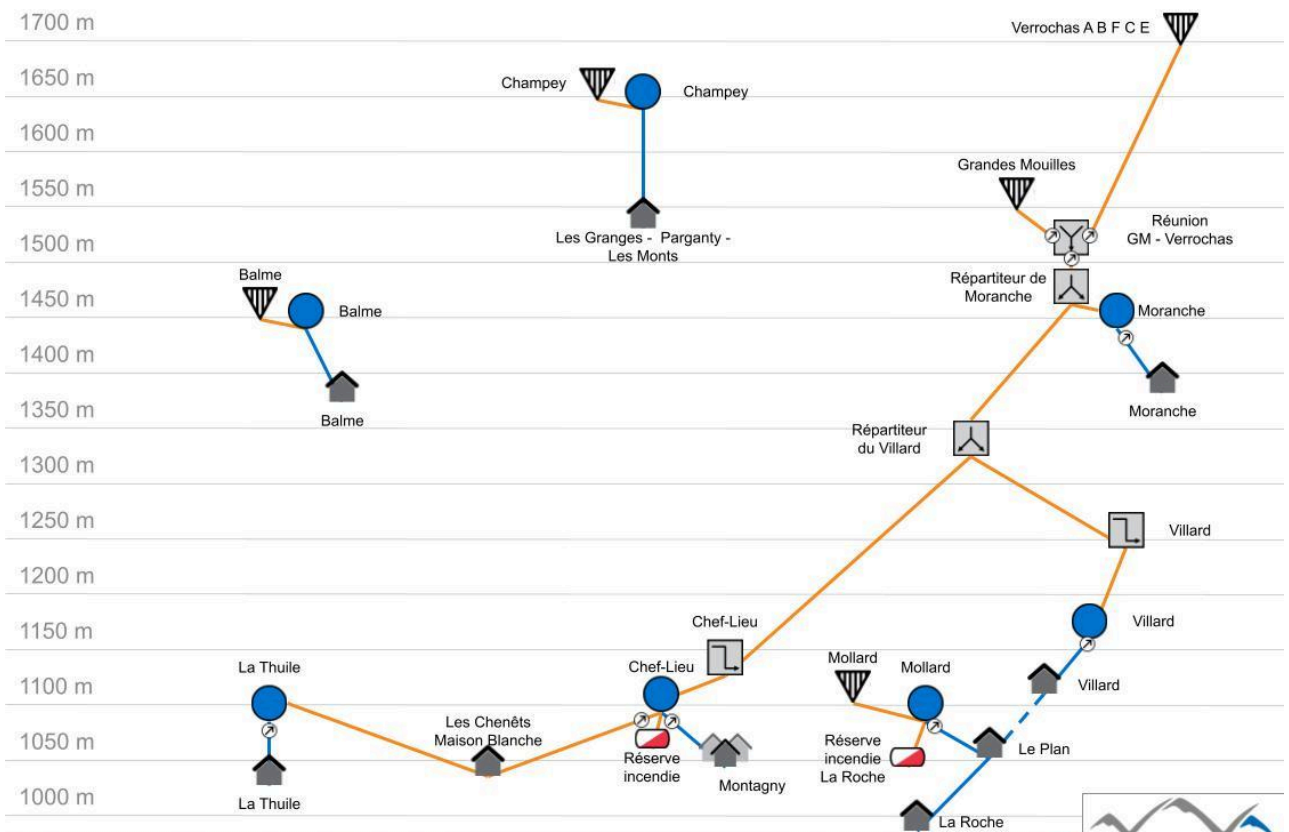 1700 m
Verrochas A B F C E
1650 m
Champey
Champey
1600 m
Grandes Mouilles
1550 m
Réunion
GM - Verrochas
1500 m
Les Granges - Parganty -
Les Monts
Balme
Répartiteur de
Moranche
1450 m
Balme
Moranche
1400 m
Balme
Moranche
1350 m
Répartiteur
du Villard
1300 m
1250 m
Villard
1200 m
1150 m
Chef-Lieu
Villard
La Thuile
Chef-Lieu
Mollard
Mollard
1100 m
Villard
Les Chenêts
Maison Blanche
1050 m
Réserve
incendie
Réserve
incendie
La Roche
Le Plan
Montagny
1000 m
La Thuile
La Roche